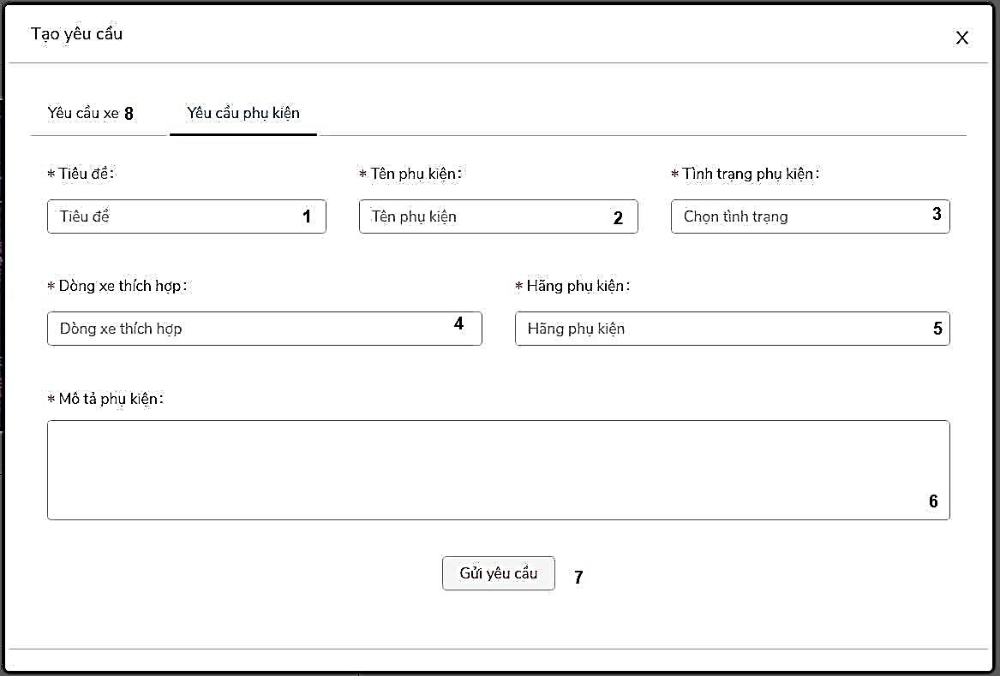 Tạo yêu cầu X
Yêu cầu xe 8 Yêu cầu phụ kiện
* Tiêu đề: * Tên phụ kiện: * Tình trạng phụ kiện:
Tiêu đề 1 Tên phụ kiện 2 Chọn tình trạng 3
* Dòng xe thích hợp: * Hãng phụ kiện:
Dòng xe thích hợp 4 Hãng phụ kiện 5
* Mô tả phụ kiện:
6
Gửi yêu cầu 7